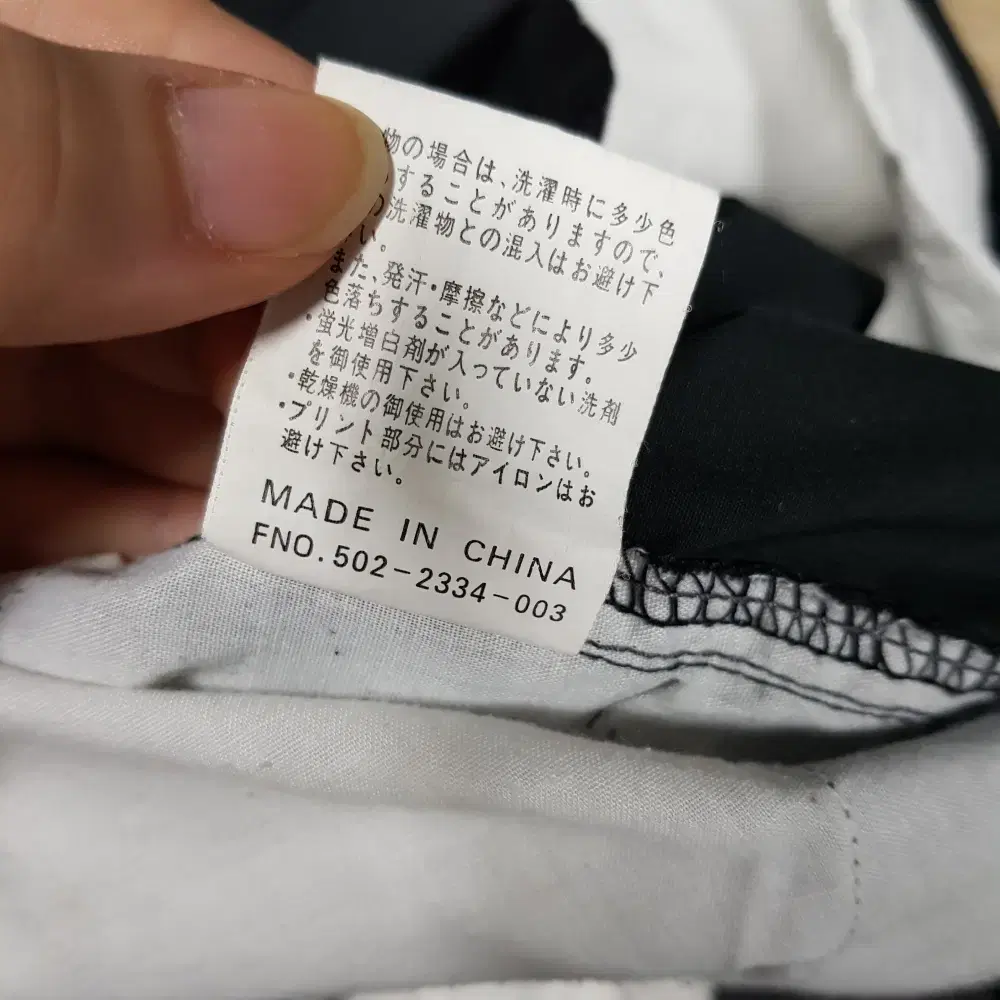 物の場合は、洗濯時に多少色
することがありますので、
の洗濯物との混入はお避け下
さい。
また、発汗・摩擦などにより多少
色落ちすることがあります。
・蛍光増白剤が入っていない洗剤
を御使用下さい。
・乾燥機の御使用はお避け下さい。
・プリント部分にはアイロンはお
避け下さい。
MADE IN CHINA
FNO.502-2334-003